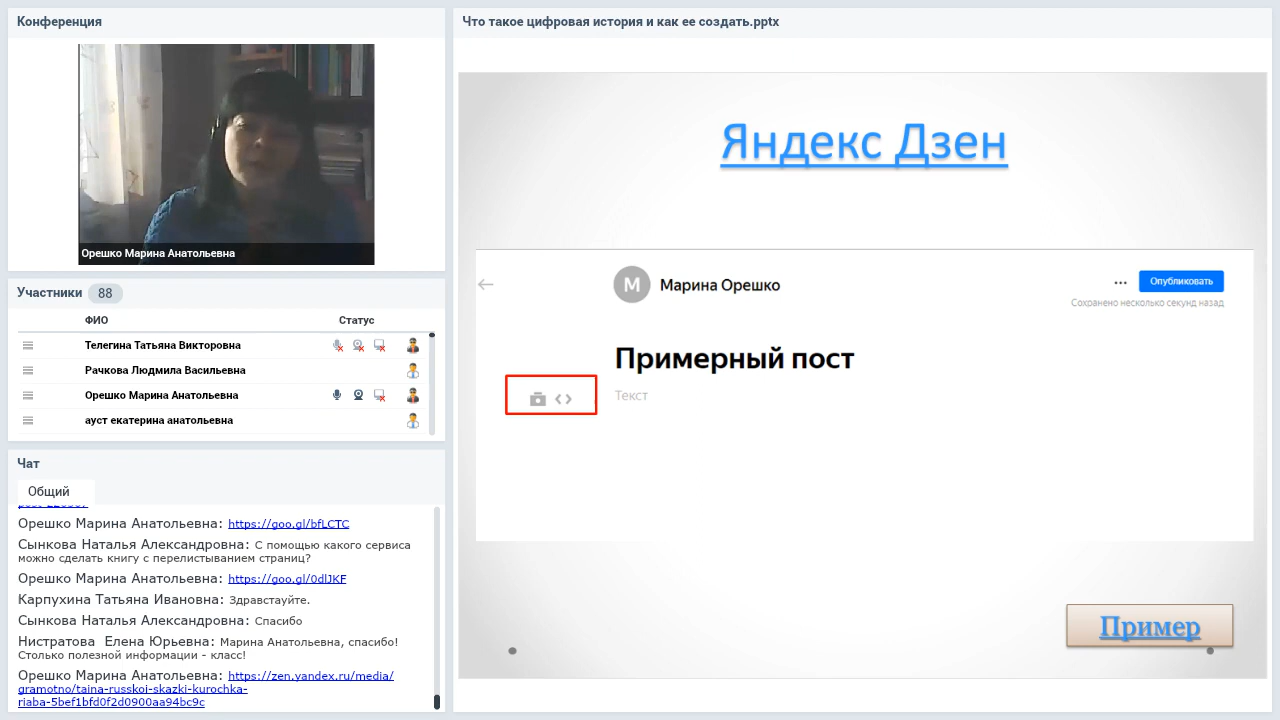 Конференция
Орешко Марина Анатольевна
Участники 88
ФИО Статус
Телегина Татьяна Викторовна
Рачкова Людмила Васильевна
Орешко Марина Анатольевна
ауст екатерина анатольевна
Чат
Общий
Орешко Марина Анатольевна: https://goo.gl/bfLCTC
Сынкова Наталья Александровна: С помощью какого сервиса
можно сделать книгу с перелистыванием страниц?
Орешко Марина Анатольевна: https://goo.gl/0dlJKF
Карпухина Татьяна Ивановна: Здравстауйте.
Сынкова Наталья Александровна: Спасибо
Нистратова Елена Юрьевна: Марина Анатольевна, спасибо!
Столько полезной информации - класс!
Орешко Марина Анатольевна: https://zen.yandex.ru/media/
gramotno/taina-russkoi-skazki-kurochka-
riaba-5bef1bfd0f2d0900aa94bc9c
Что такое цифровая история и как ее создать.pptx
Яндекс Дзен
М Марина Орешко
Опубликовать
Сохранено несколько секунд назад
Примерный пост
Текст
Пример